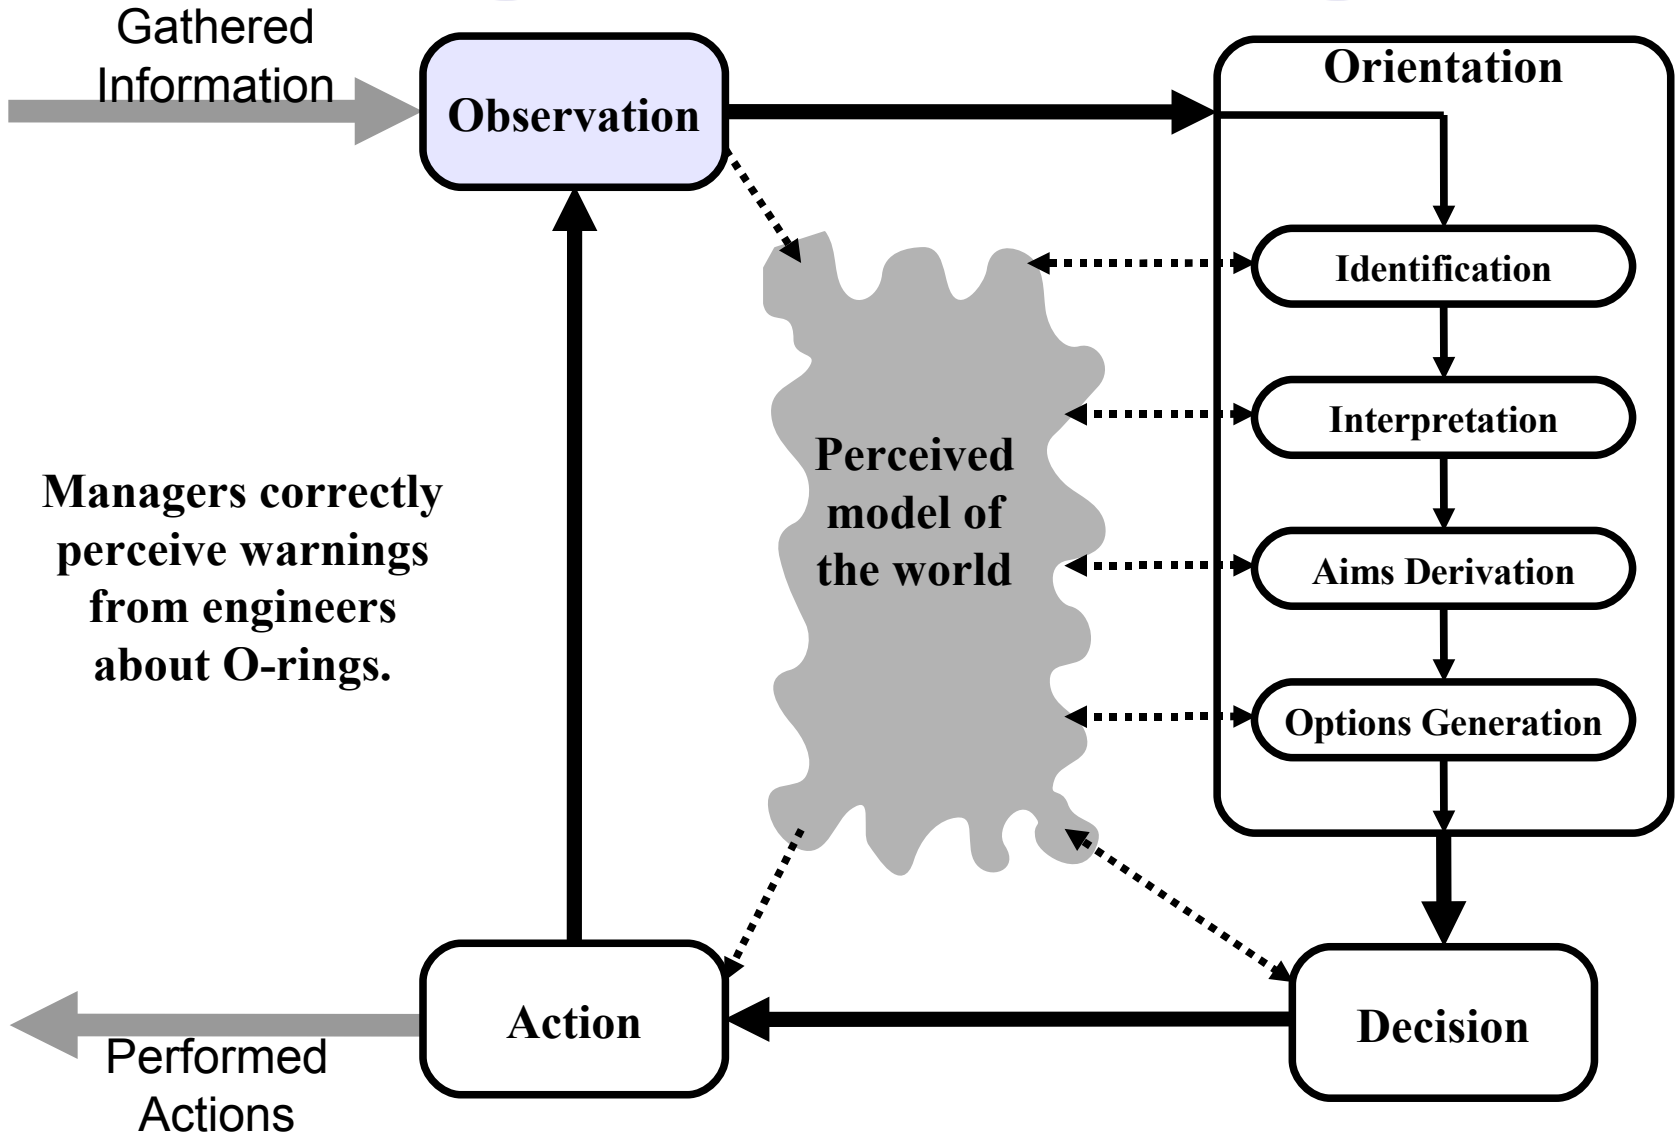 Gathered
Information
Observation
Orientation
Identification
Interpretation
Aims Derivation
Options Generation
Perceived
model of
the world
Managers correctly
perceive warnings
from engineers
about O-rings.
Action
Decision
Performed
Actions